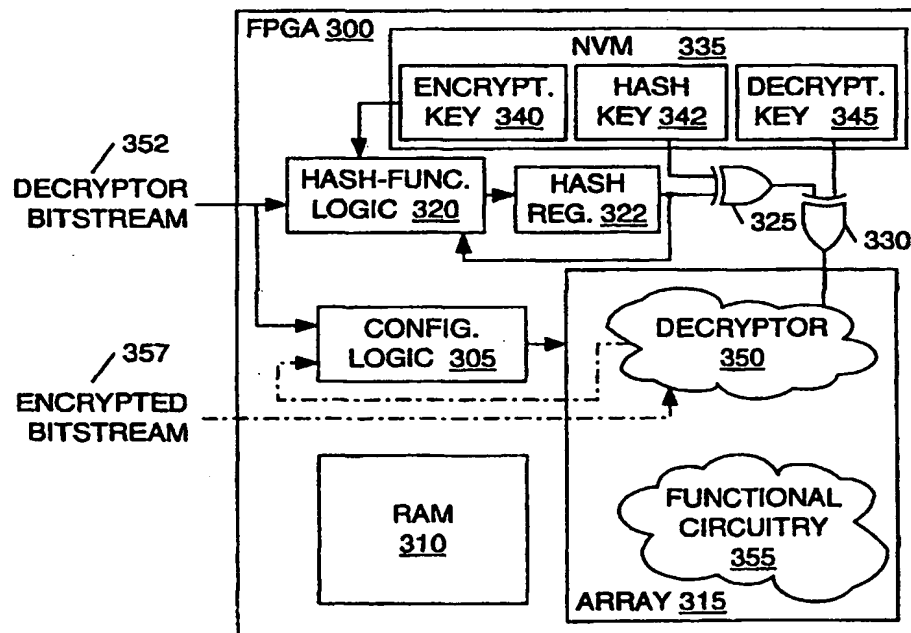 FPGA 300
NVM 335
ENCRYPT.
KEY 340
HASH
KEY 342
DECRYPT.
KEY 345
352
DECRYPTOR
BITSTREAM
HASH-FUNC.
LOGIC 320
HASH
REG. 322
325
330
CONFIG.
LOGIC 305
DECRYPTOR
350
357
ENCRYPTED
BITSTREAM
RAM
310
FUNCTIONAL
CIRCUITRY
355
ARRAY 315